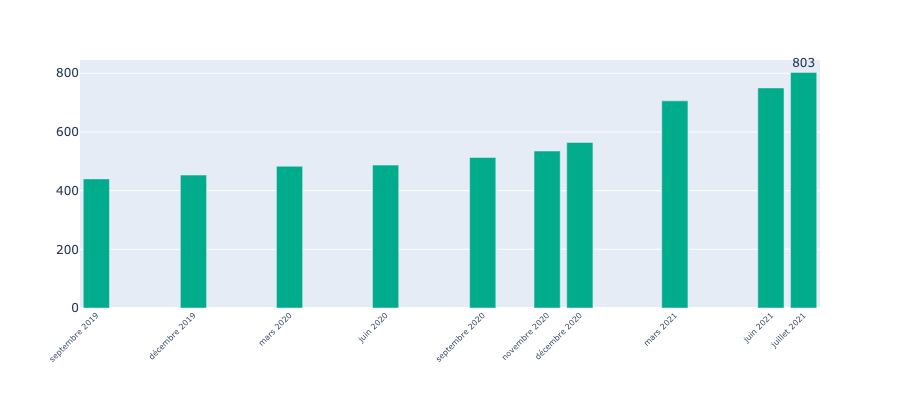 803
800
600
400
200
0
septembre 2019
décembre 2019
mars 2020
juin 2020
septembre 2020
novembre 2020
décembre 2020
mars 2021
juin 2021
juillet 2021